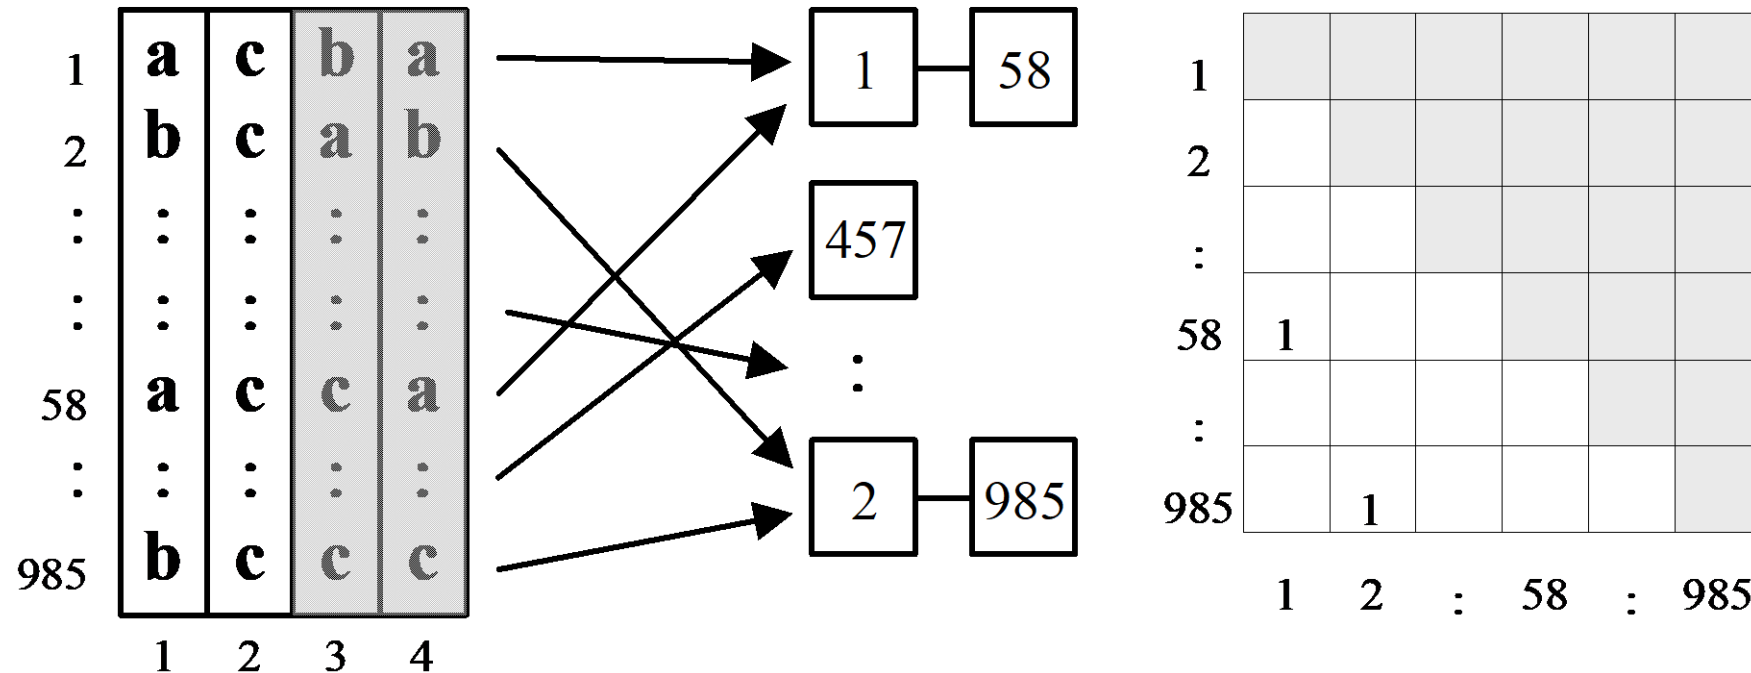 1 a c b a
2 b c a b
: : : : :
: : : : :
58 a c c a
: : : : :
985 b c c c
1 2 3 4
1 58
457
:
2 985
1
2
:
58 1
:
985 1
1 2 : 58 : 985